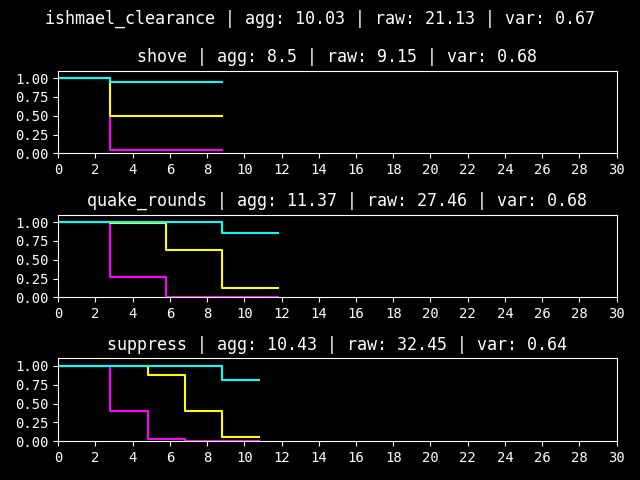 ishmael_clearance | agg: 10.03 | raw: 21.13 | var: 0.67
shove | agg: 8.5 | raw: 9.15 | var: 0.68
1.00
0.75
0.50
0.25
0.00
0 2 4 6 8 10 12 14 16 18 20 22 24 26 28 30
quake_rounds | agg: 11.37 | raw: 27.46 | var: 0.68
1.00
0.75
0.50
0.25
0.00
0 2 4 6 8 10 12 14 16 18 20 22 24 26 28 30
suppress | agg: 10.43 | raw: 32.45 | var: 0.64
1.00
0.75
0.50
0.25
0.00
0 2 4 6 8 10 12 14 16 18 20 22 24 26 28 30